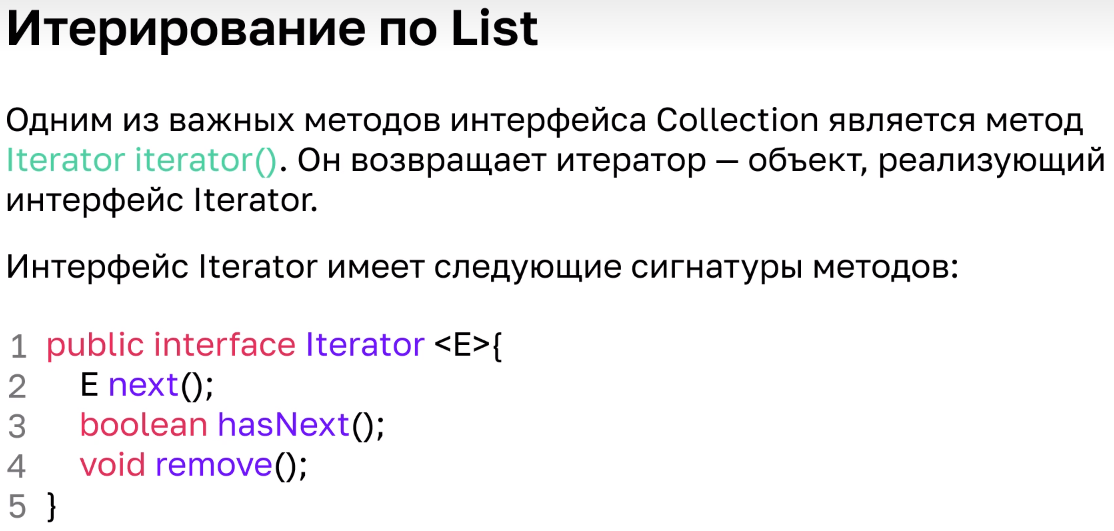 Итерирование по List
Одним из важных методов интерфейса Collection является метод
Iterator iterator(). Он возвращает итератор — объект, реализующий
интерфейс Iterator.
Интерфейс Iterator имеет следующие сигнатуры методов:
1 public interface Iterator <E>{
2 E next();
3 boolean hasNext();
4 void remove();
5 }